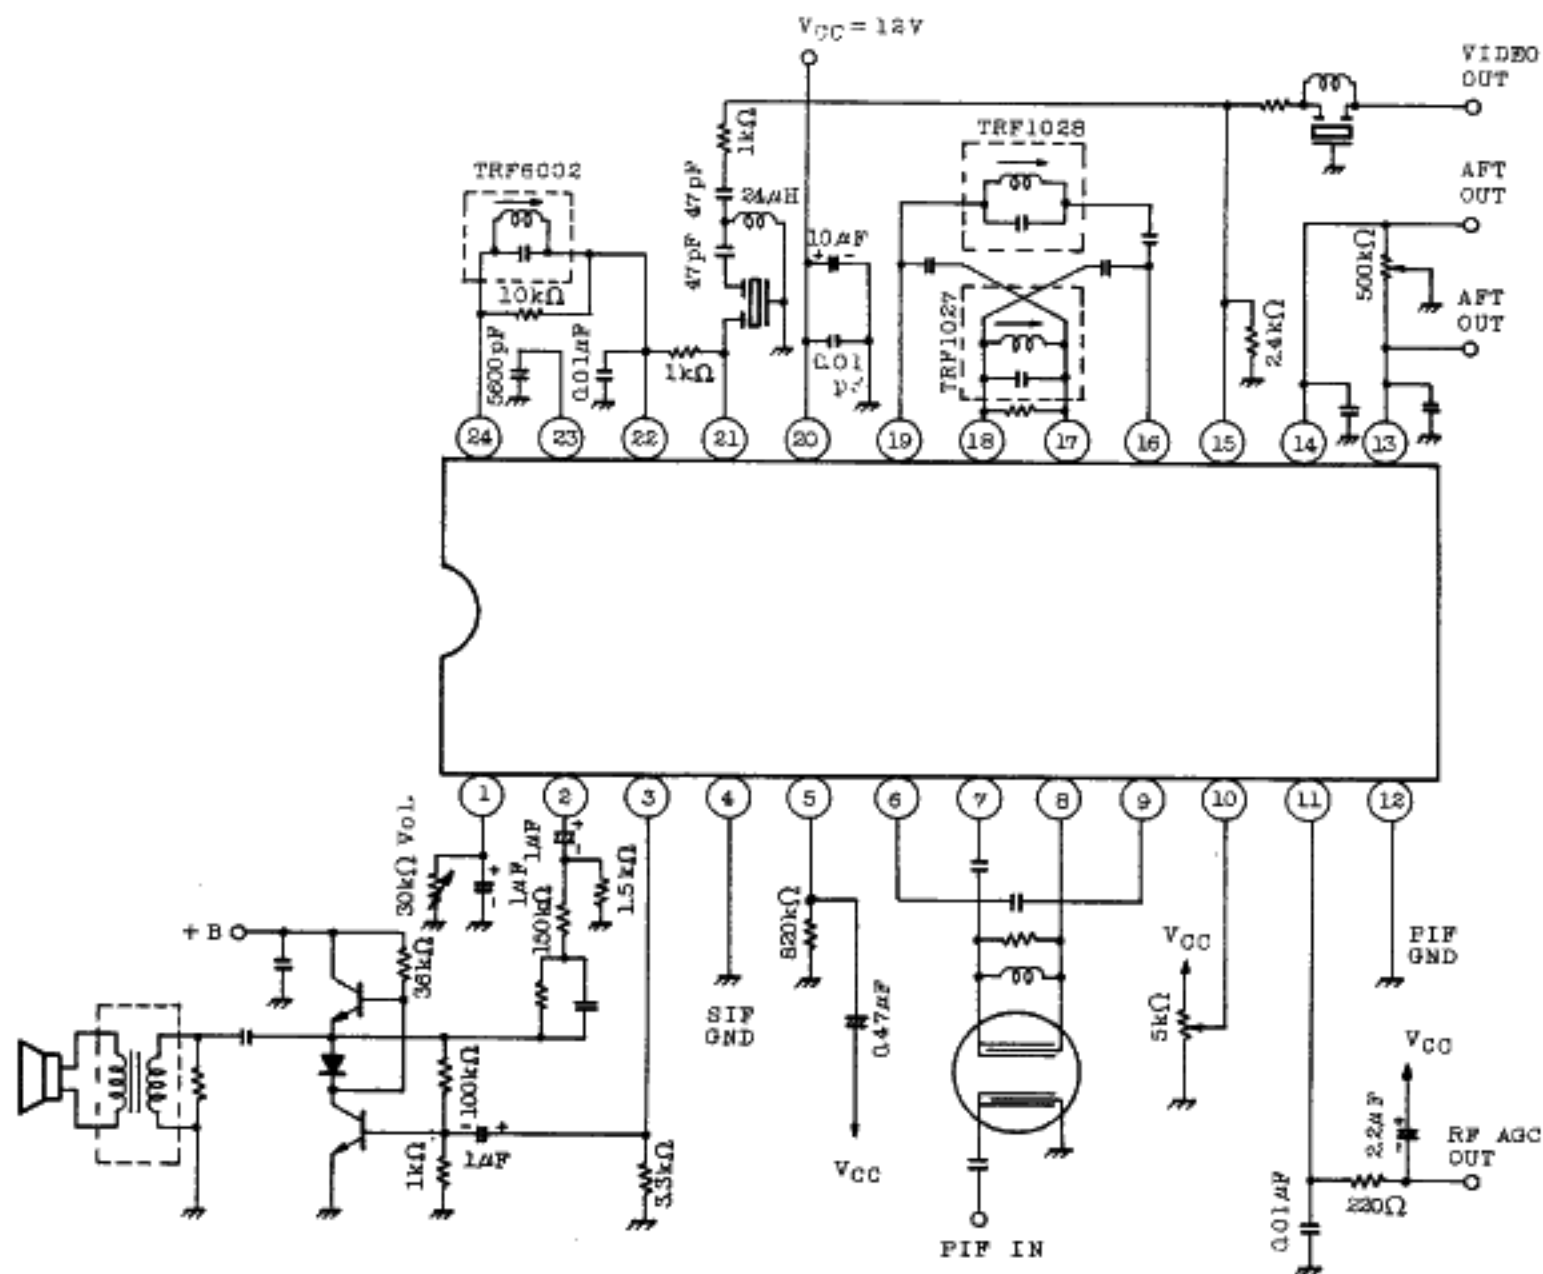 VCC = 12V
VIDEO
OUT
TRF1028
1kΩ
TRF6002
AFT
OUT
47pF
24μH
47pF
10μF
+ -
500kΩ
10kΩ
AFT
OUT
TRF1027
5600pF
0.01μF
1kΩ
0.01
2.4kΩ
24
23
22
21
20
19
18
17
16
15
14
13
1
2
3
4
5
6
7
8
9
10
11
12
30kΩ Vol.
+
-
1μF
1μF
+
-
1.5kΩ
150kΩ
820kΩ
+B
36kΩ
VCC
PIF
GND
SIF
GND
0.47μF
5kΩ
VCC
100kΩ
- +
1μF
1kΩ
3.3kΩ
VCC
2.2μF
- +
RF AGC
OUT
220Ω
0.01μF
PIF IN